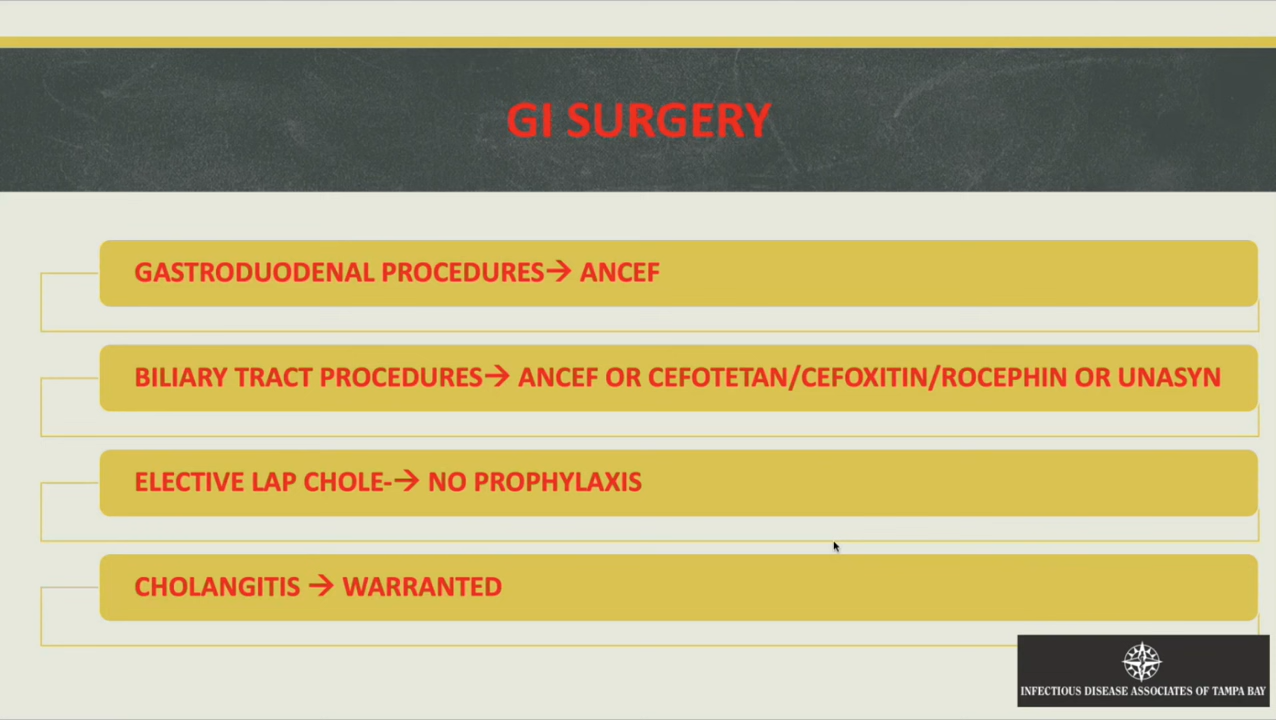 GI SURGERY
GASTRODUODENAL PROCEDURES→ ANCEF
BILIARY TRACT PROCEDURES→ ANCEF OR CEFOTETAN/CEFOXITIN/ROCEPHIN OR UNASYN
ELECTIVE LAP CHOLE-→ NO PROPHYLAXIS
CHOLANGITIS → WARRANTED
INFECTIOUS DISEASE ASSOCIATES OF TAMPA BAY